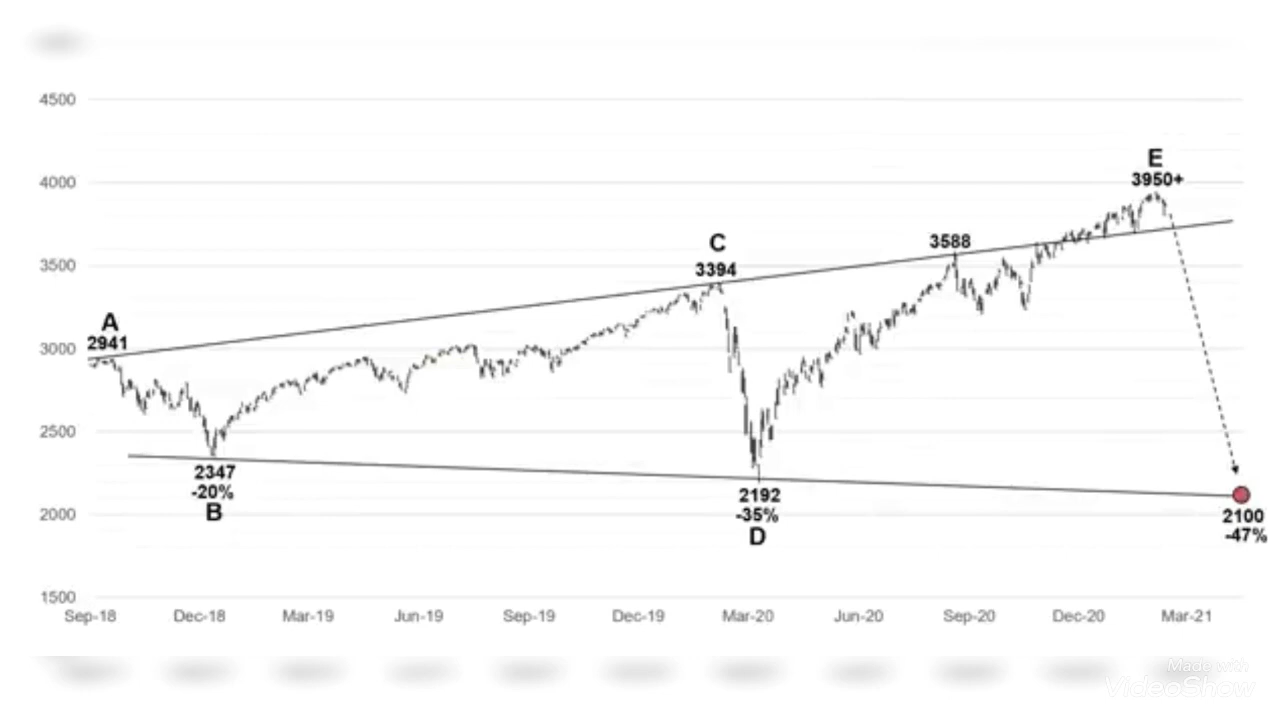 4500
4000
3500
3000
2500
2000
1500
A
2941
2347
-20%
B
C
3394
2192
-35%
D
3588
E
3950+
2100
-47%
Sep-18 Dec-18 Mar-19 Jun-19 Sep-19 Dec-19 Mar-20 Jun-20 Sep-20 Dec-20 Mar-21
Made with
VideoShow